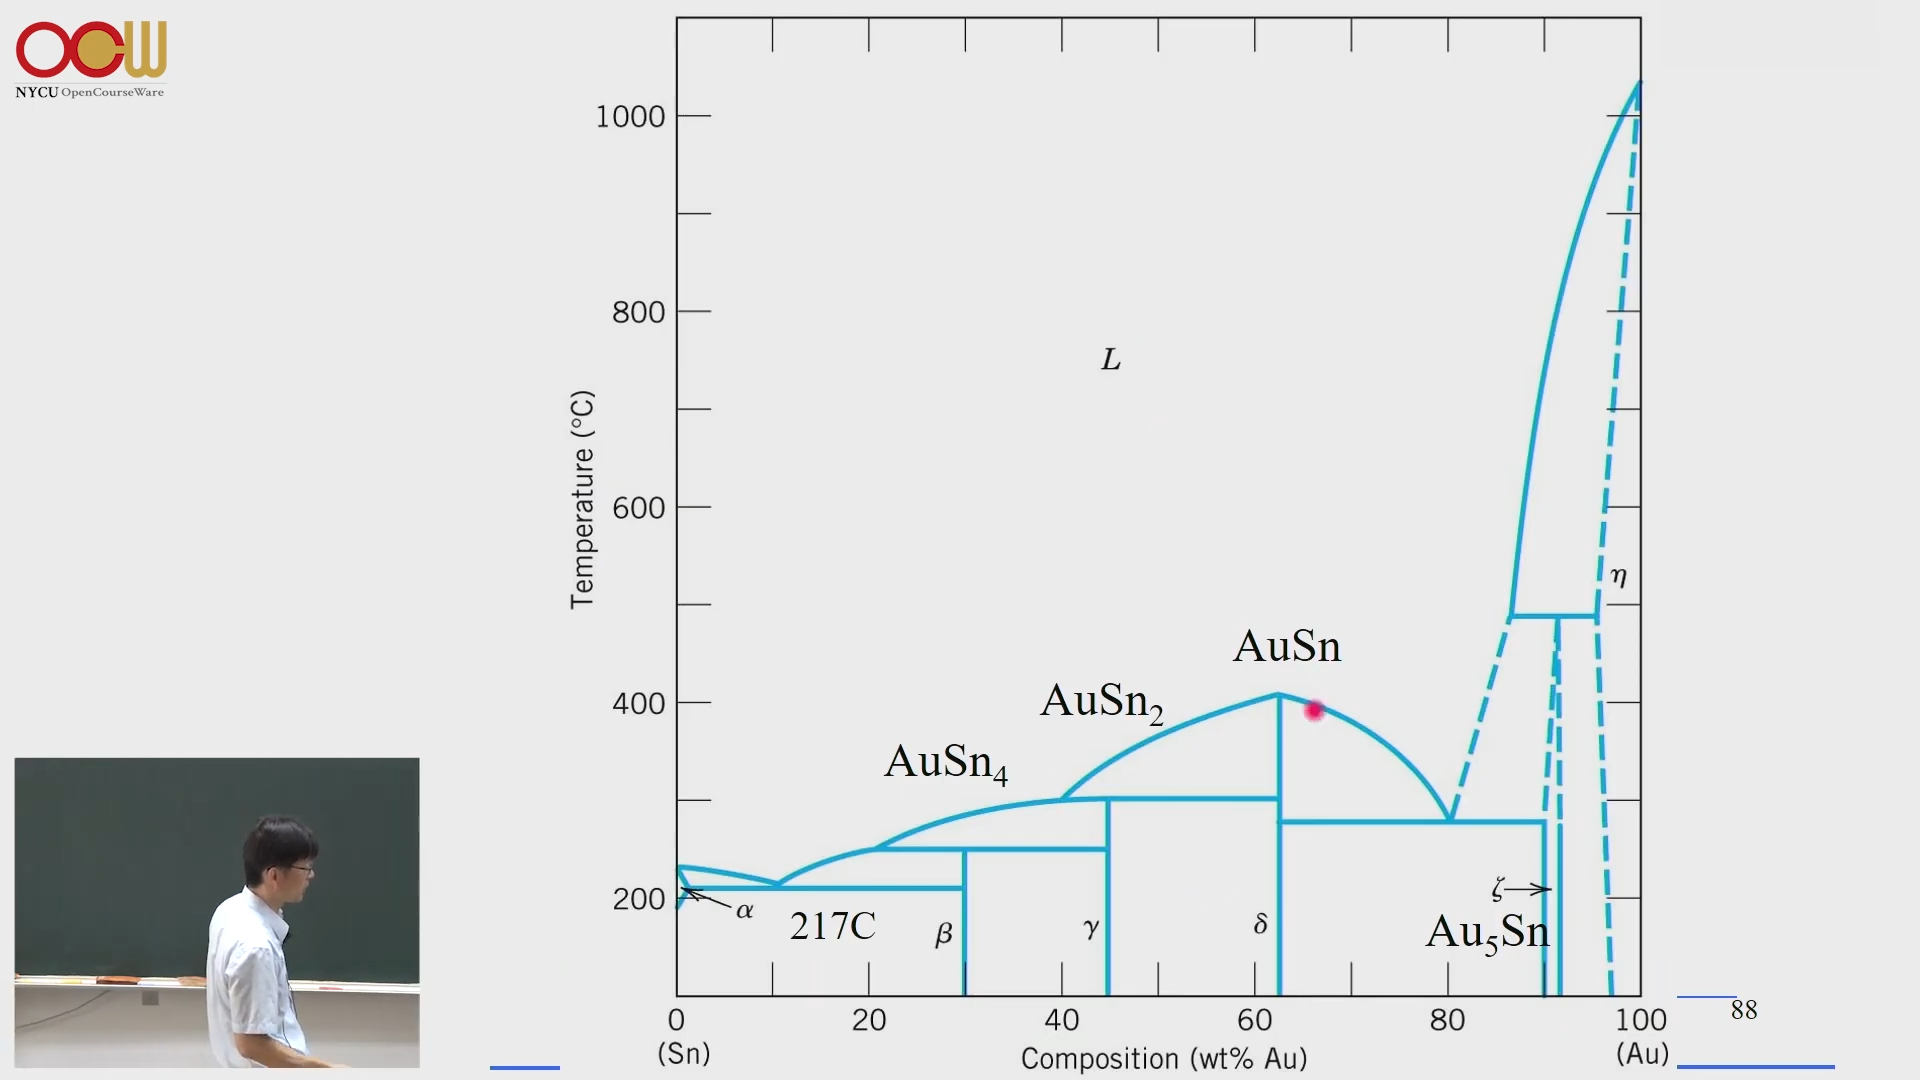 OCW
NYCU OpenCourseWare
1000
800
600
400
200
Temperature (°C)
L
η
AuSn
AuSn₂
AuSn₄
α
217C
β
γ
δ
ζ
Au₅Sn
0
20
40
60
80
100
(Sn)
Composition (wt% Au)
(Au)
88